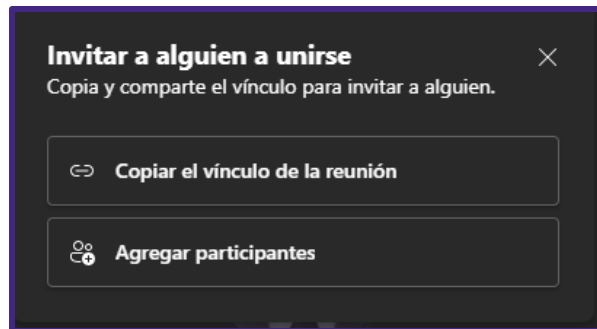 Invitar a alguien a unirse
Copia y comparte el vínculo para invitar a alguien.
Copiar el vínculo de la reunión
Agregar participantes